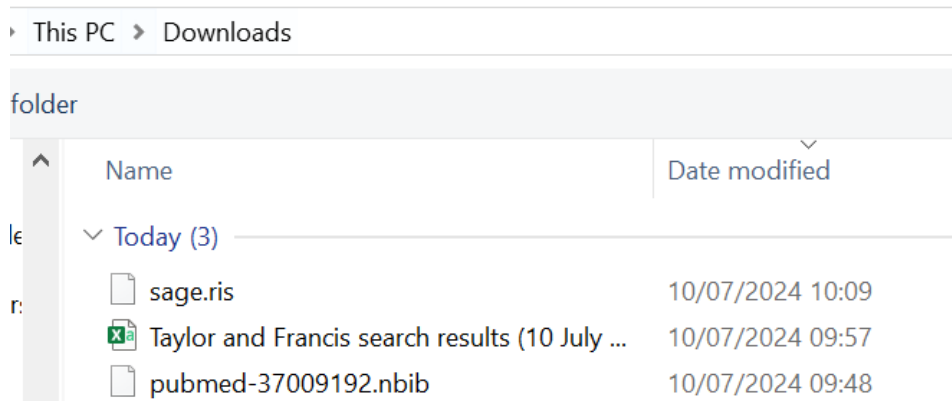 This PC > Downloads
folder
Name Date modified
Today (3)
sage.ris 10/07/2024 10:09
Taylor and Francis search results (10 July ... 10/07/2024 09:57
pubmed-37009192.nbib 10/07/2024 09:48